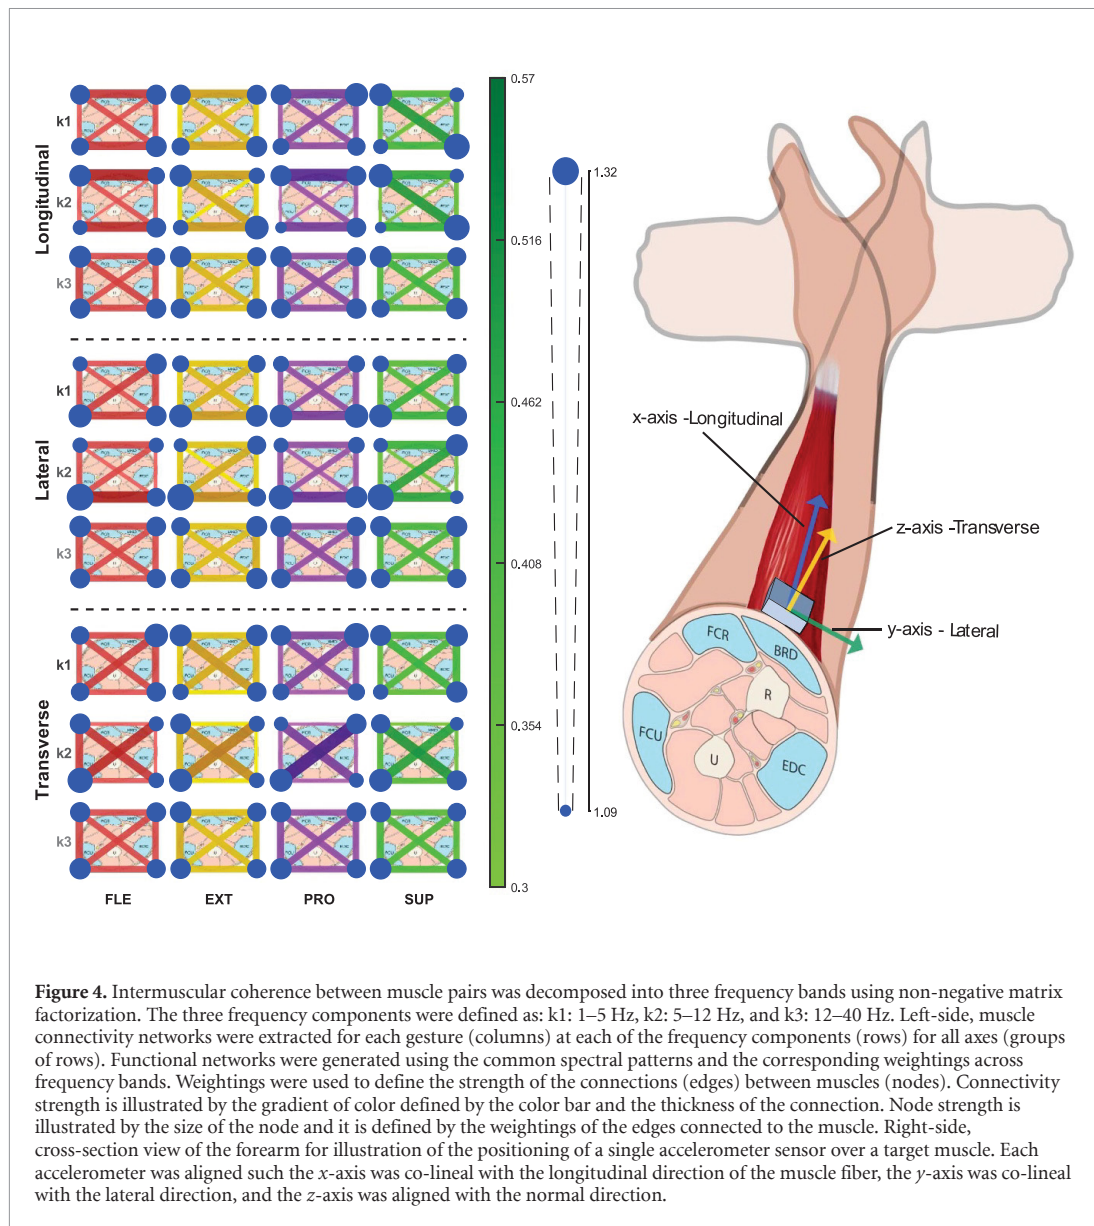 Longitudinal
k1
k2
k3
Lateral
k1
k2
k3
Transverse
k1
k2
k3
FLE EXT PRO SUP
0.57
0.516
0.462
0.408
0.354
0.3
1.32
1.09
x-axis -Longitudinal
z-axis -Transverse
y-axis - Lateral
FCR
BRD
R
FCU
U
EDC
Figure 4. Intermuscular coherence between muscle pairs was decomposed into three frequency bands using non-negative matrix
factorization. The three frequency components were defined as: k1: 1–5 Hz, k2: 5–12 Hz, and k3: 12–40 Hz. Left-side, muscle
connectivity networks were extracted for each gesture (columns) at each of the frequency components (rows) for all axes (groups
of rows). Functional networks were generated using the common spectral patterns and the corresponding weightings across
frequency bands. Weightings were used to define the strength of the connections (edges) between muscles (nodes). Connectivity
strength is illustrated by the gradient of color defined by the color bar and the thickness of the connection. Node strength is
illustrated by the size of the node and it is defined by the weightings of the edges connected to the muscle. Right-side,
cross-section view of the forearm for illustration of the positioning of a single accelerometer sensor over a target muscle. Each
accelerometer was aligned such the x-axis was co-lineal with the longitudinal direction of the muscle fiber, the y-axis was co-lineal
with the lateral direction, and the z-axis was aligned with the normal direction.